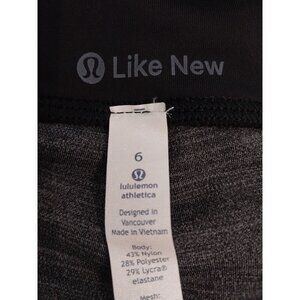 Like New
6
lululemon
athletica
Designed in
Vancouver
Made in Vietnam
Body:
43% Nylon
28% Polyester
29% Lycra®
elastane
Mesh: